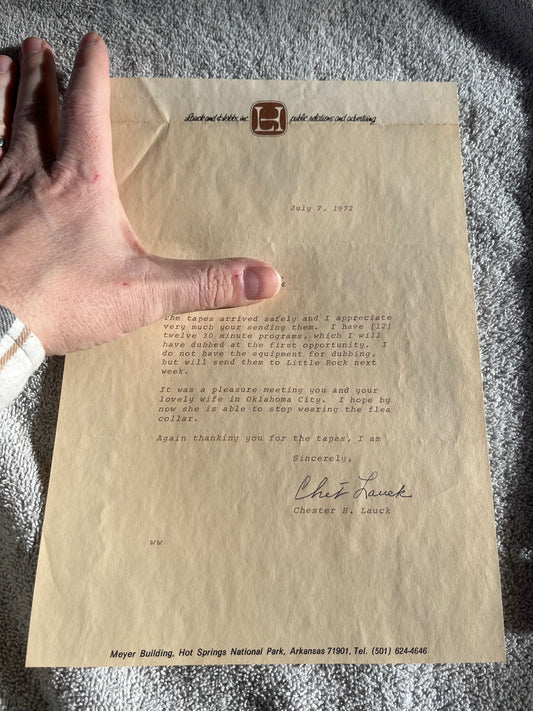 inc. public relations and advertising
July 7, 1972
The tapes arrived safely and I appreciate
very much your sending them. I have [12]
twelve 30 minute programs, which I will
have dubbed at the first opportunity. I
do not have the equipment for dubbing,
but will send them to Little Rock next
week.
It was a pleasure meeting you and your
lovely wife in Oklahoma City. I hope by
now she is able to stop wearing the flea
collar.
Again thanking you for the tapes, I am
Sincerely,
Chet Lauck
Chester H. Lauck
ww
Meyer Building, Hot Springs National Park, Arkansas 71901, Tel. (501) 624-4646